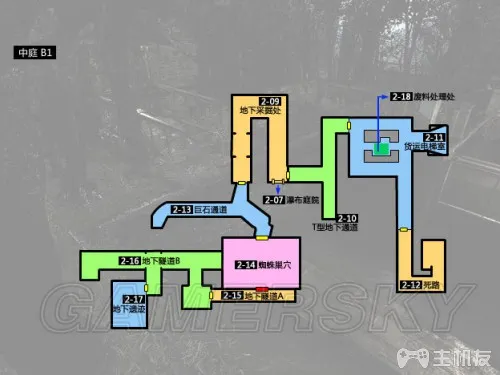 中庭 B1
2-09
地下采掘处
2-18 废料处理处
2-11
货运电梯室
2-07 瀑布庭院
2-13 巨石通道
2-10
T型地下通道
2-16 地下隧道B
2-14 蜘蛛巢穴
2-17
地下遗迹
2-15 地下隧道A
2-12 死路
GAMERSKY
主机友